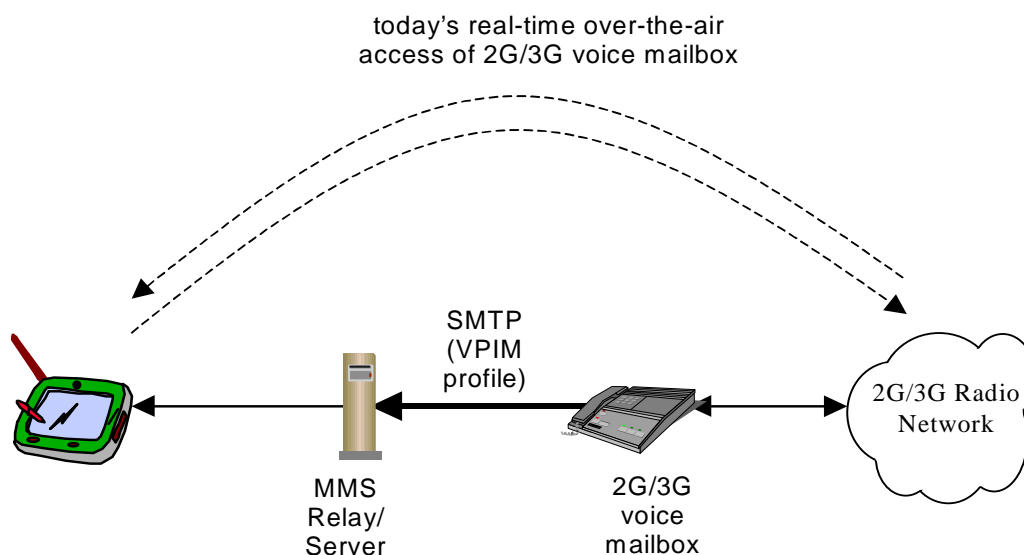 today's real-time over-the-air
access of 2G/3G voice mailbox
SMTP
(VPIM
profile)
2G/3G Radio
Network
MMS
Relay/
Server
2G/3G
voice
mailbox